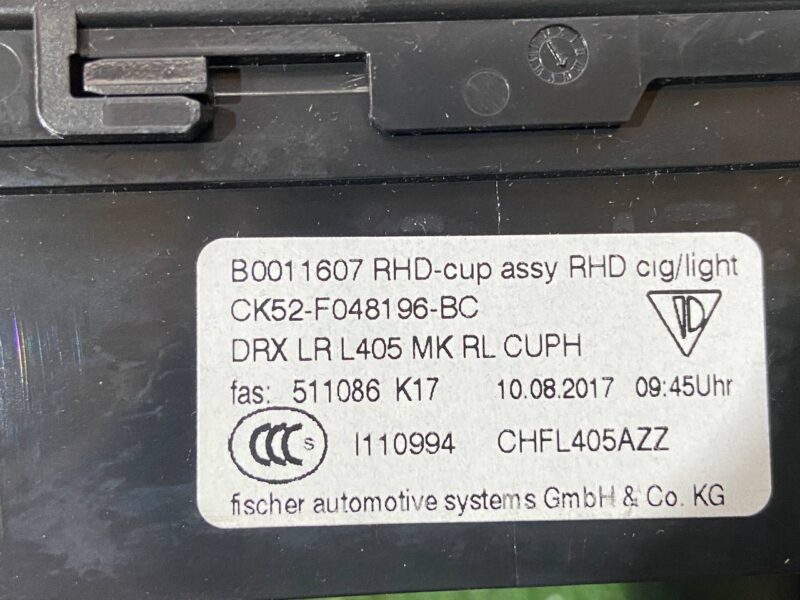 B0011607 RHD-cup assy RHD cig/light
CK52-F048196-BC
DRX LR L405 MK RL CUPH
fas: 511086 K17 10.08.2017 09:45Uhr
CCC S I110994 CHFL405AZZ
fischer automotive systems GmbH & Co. KG